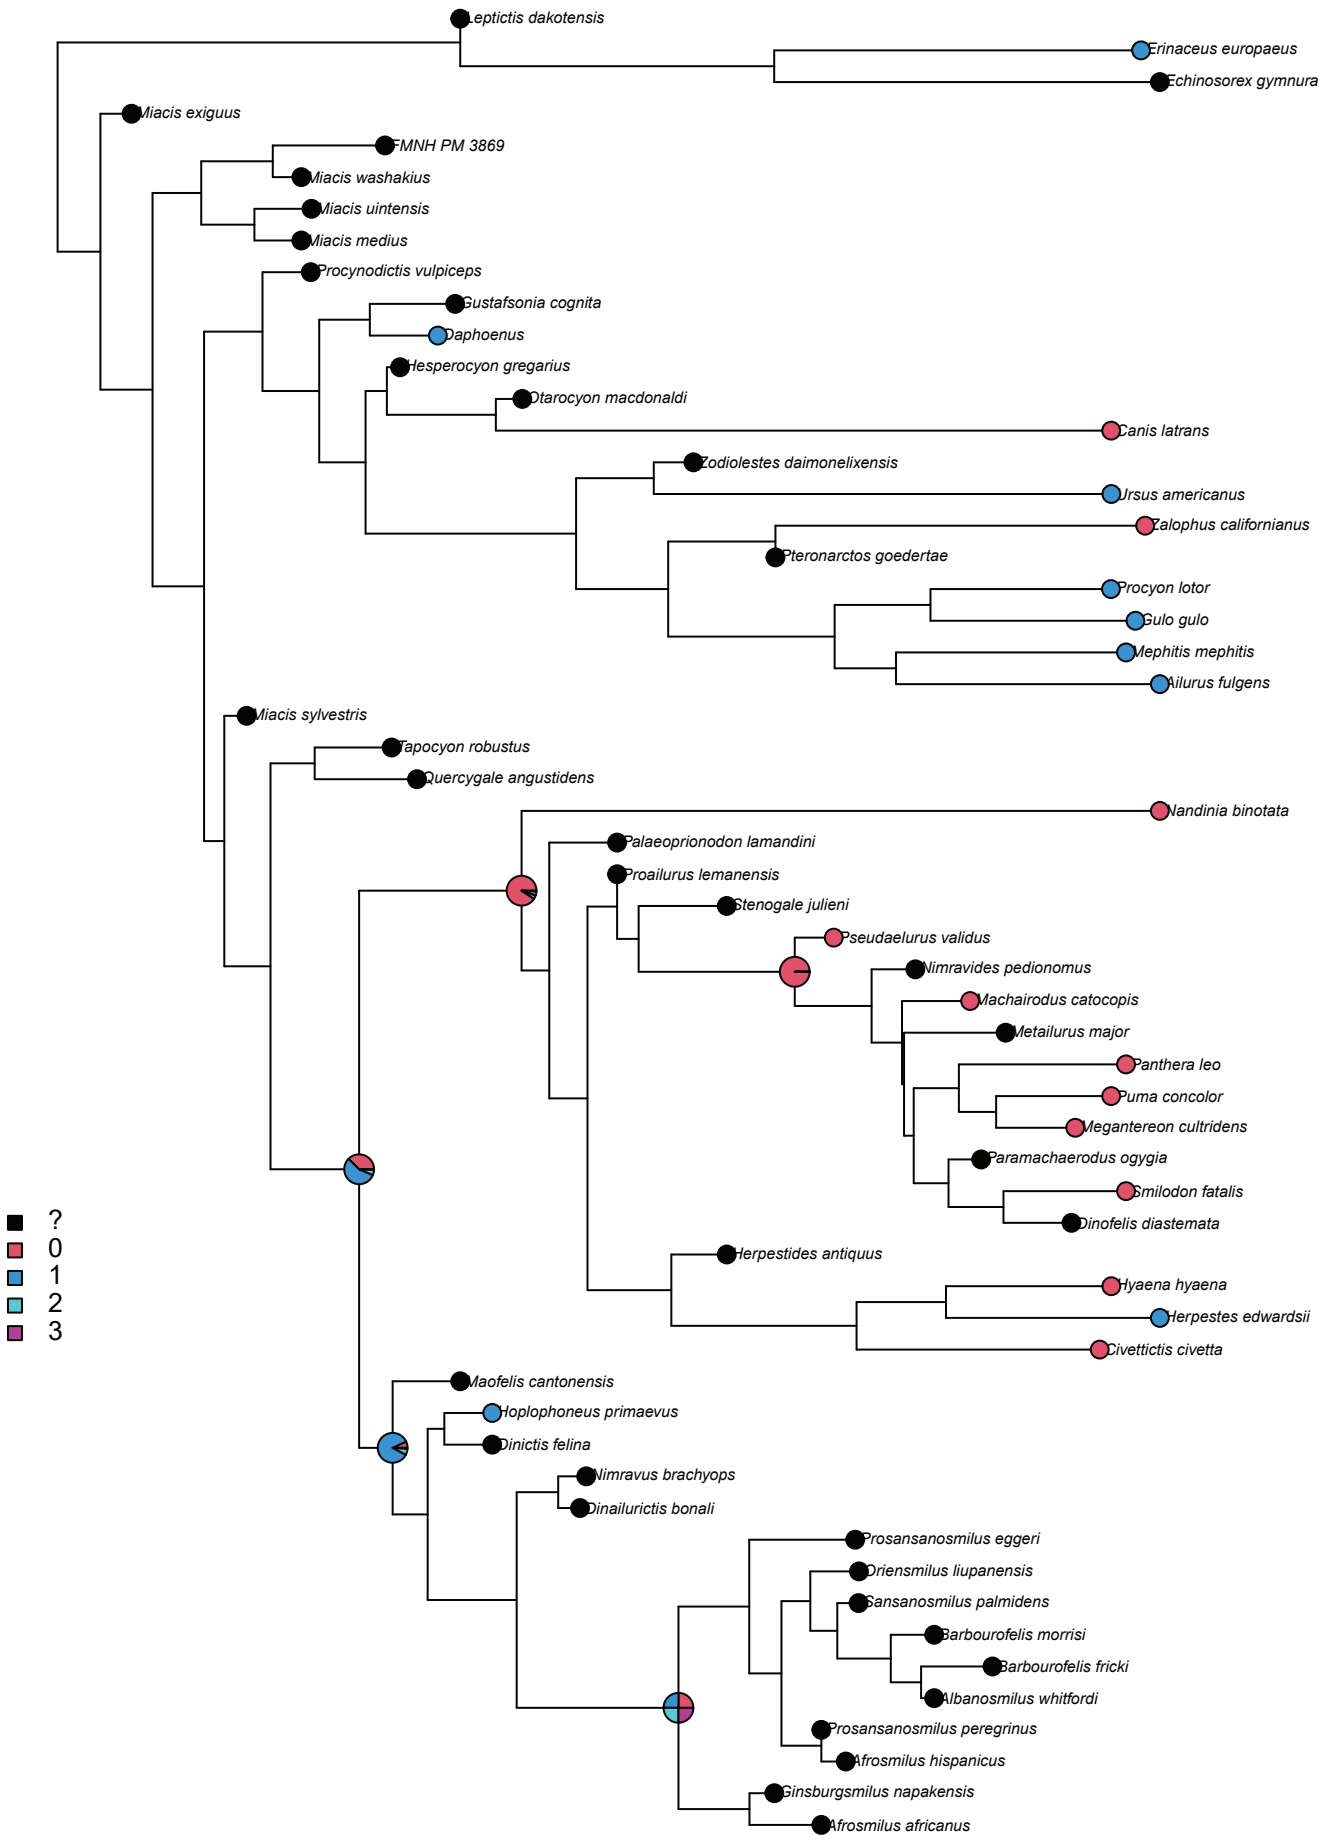 Leptictis dakotensis
Erinaceus europaeus
Echinosorex gymnura
Miacis exiguus
FMNH PM 3869
Miacis washakius
Miacis uintensis
Miacis medius
Procynodictis vulpiceps
Gustafsonia cognita
Daphoenus
Hesperocyon gregarius
Otarocyon macdonaldi
Canis latrans
Zodiolestes daimonelixensis
Ursus americanus
Zalophus californianus
Pteronarctos goedertae
Procyon lotor
Gulo gulo
Mephitis mephitis
Ailurus fulgens
Miacis sylvestris
Tapocyon robustus
Quercygale angustidens
Nandinia binotata
Palaeoprionodon lamandini
Proailurus lemanensis
Stenogale julieni
Pseudaelurus validus
Nimravides pedionomus
Machairodus catocopis
Metailurus major
Panthera leo
Puma concolor
Megantereon cultridens
Paramachaerodus ogygia
Smilodon fatalis
Dinofelis diastemata
Herpestides antiquus
Hyaena hyaena
Herpestes edwardsii
Civettictis civetta
Maofelis cantonensis
Hoplophoneus primaevus
Dinictis felina
Nimravus brachyops
Dinailurictis bonali
Prosansanosmilus eggeri
Oriensmilus liupanensis
Sansanosmilus palmidens
Barbourofelis morrisi
Barbourofelis fricki
Albanosmilus whitfordi
Prosansanosmilus peregrinus
Afrosmilus hispanicus
Ginsburgsmilus napakensis
Afrosmilus africanus
?
0
1
2
3